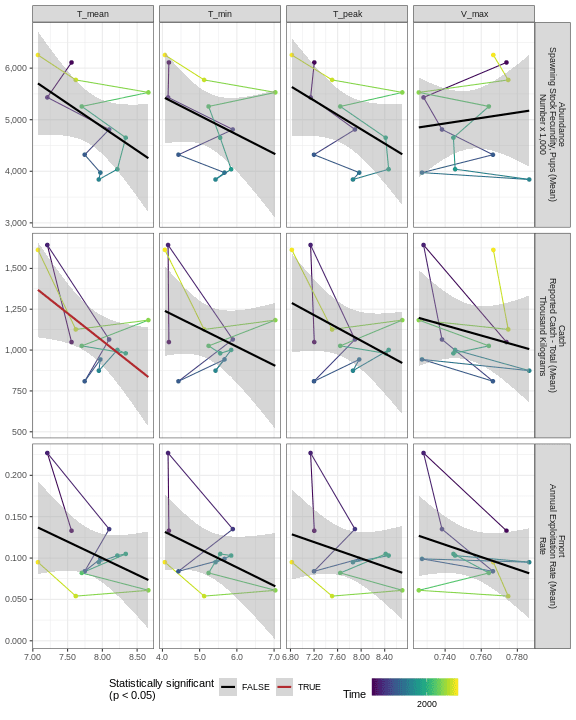 T_mean
T_min
T_peak
V_max
6,000
5,000
4,000
3,000
Abundance
Spawning Stock Fecundity, Pups (Mean)
Number x 1,000
1,500
1,250
1,000
750
500
Catch
Reported Catch - Total (Mean)
Thousand Kilograms
0.200
0.150
0.100
0.050
0.000
Fmort
Annual Exploitation Rate (Mean)
Rate
7.00 7.50 8.00 8.50
4.0 5.0 6.0 7.0
6.80 7.20 7.60 8.00 8.40
0.740 0.760 0.780
Statistically significant
(p < 0.05)
FALSE
TRUE
Time
2000